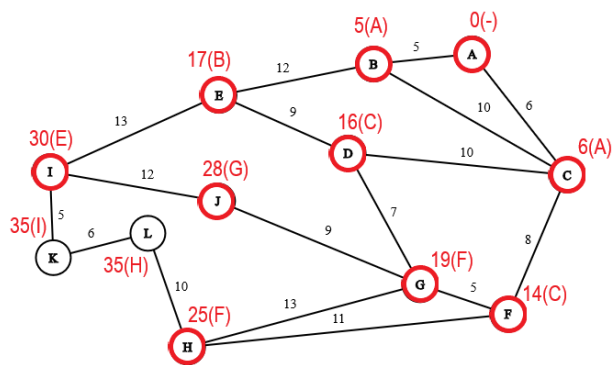 0(-)
5(A)
5
A
B
17(B)
12
E
10
6
9
16(C)
D
10
6(A)
C
13
30(E)
I
12
28(G)
J
7
8
5
35(I)
K
6
L
35(H)
9
19(F)
G
5
14(C)
F
10
13
11
25(F)
H